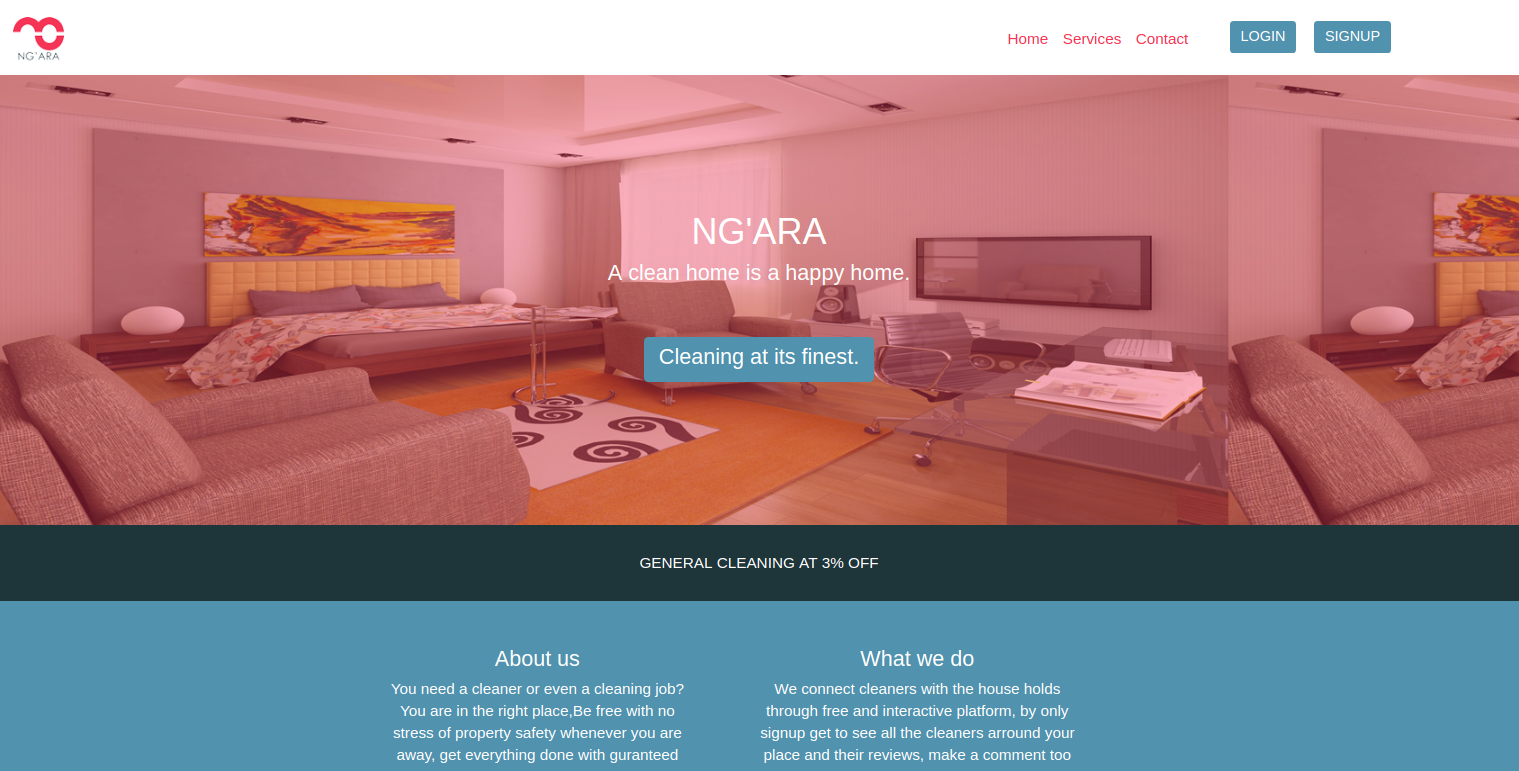 NG'ARA
Home Services Contact LOGIN SIGNUP
NG'ARA
A clean home is a happy home.
Cleaning at its finest.
GENERAL CLEANING AT 3% OFF
About us
You need a cleaner or even a cleaning job?
You are in the right place,Be free with no
stress of property safety whenever you are
away, get everything done with guranteed
What we do
We connect cleaners with the house holds
through free and interactive platform, by only
signup get to see all the cleaners arround your
place and their reviews, make a comment too